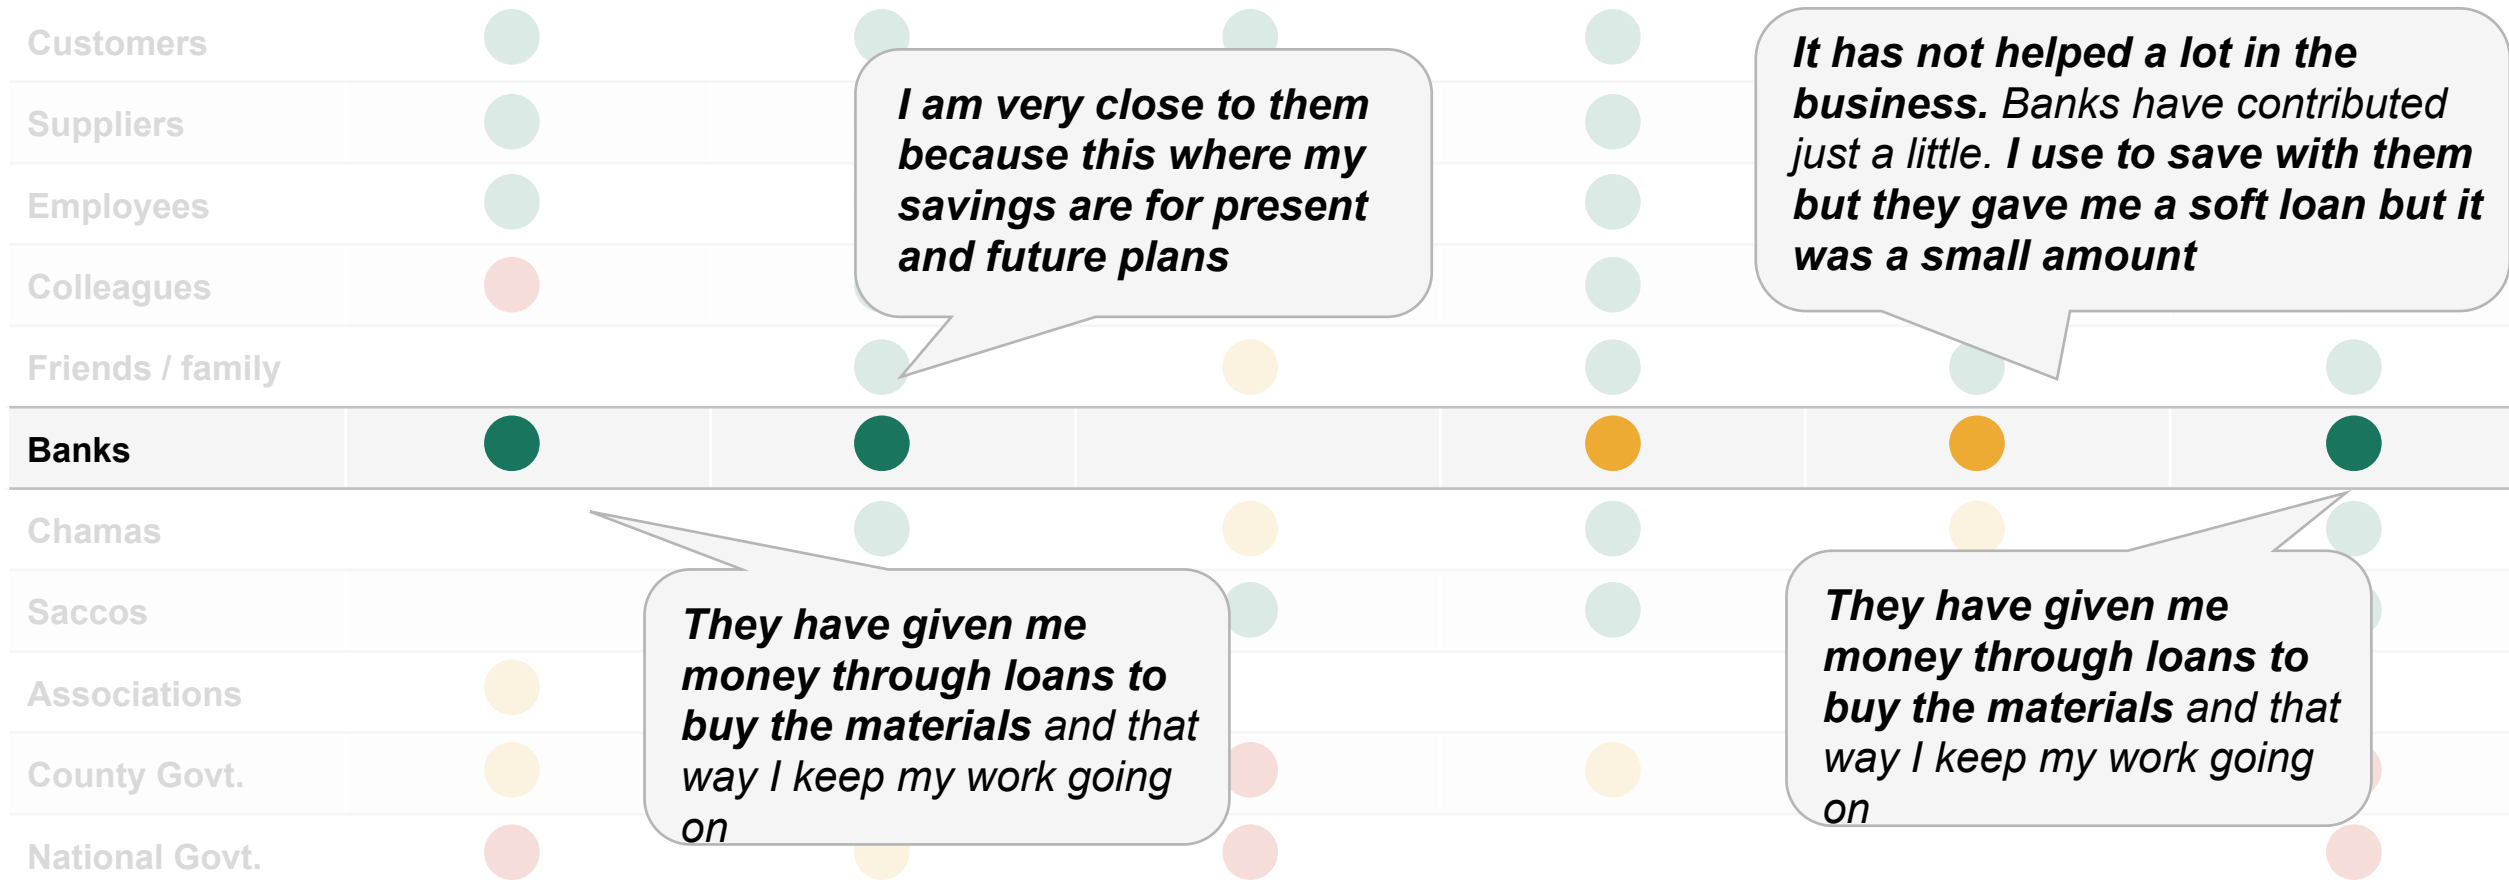 Customers
Suppliers
Employees
Colleagues
Friends / family
Banks
Chamas
Saccos
Associations
County Govt.
National Govt.
I am very close to them
because this where my
savings are for present
and future plans
It has not helped a lot in the
business. Banks have contributed
just a little. I use to save with them
but they gave me a soft loan but it
was a small amount
They have given me
money through loans to
buy the materials and that
way I keep my work going
on
They have given me
money through loans to
buy the materials and that
way I keep my work going
on